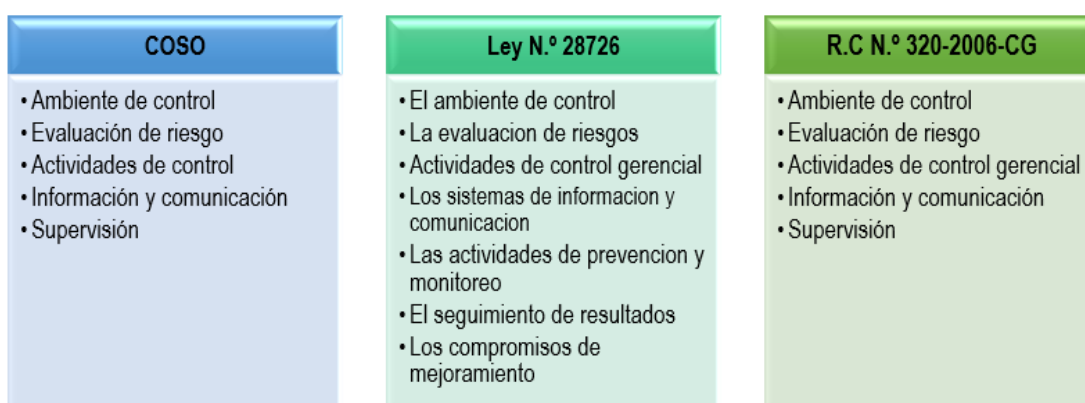 COSO
• Ambiente de control
• Evaluación de riesgo
• Actividades de control
• Información y comunicación
• Supervisión
Ley N.º 28726
• El ambiente de control
• La evaluacion de riesgos
• Actividades de control gerencial
• Los sistemas de informacion y
comunicacion
• Las actividades de prevencion y
monitoreo
• El seguimiento de resultados
• Los compromisos de
mejoramiento
R.C N.º 320-2006-CG
• Ambiente de control
• Evaluación de riesgo
• Actividades de control gerencial
• Información y comunicación
• Supervisión